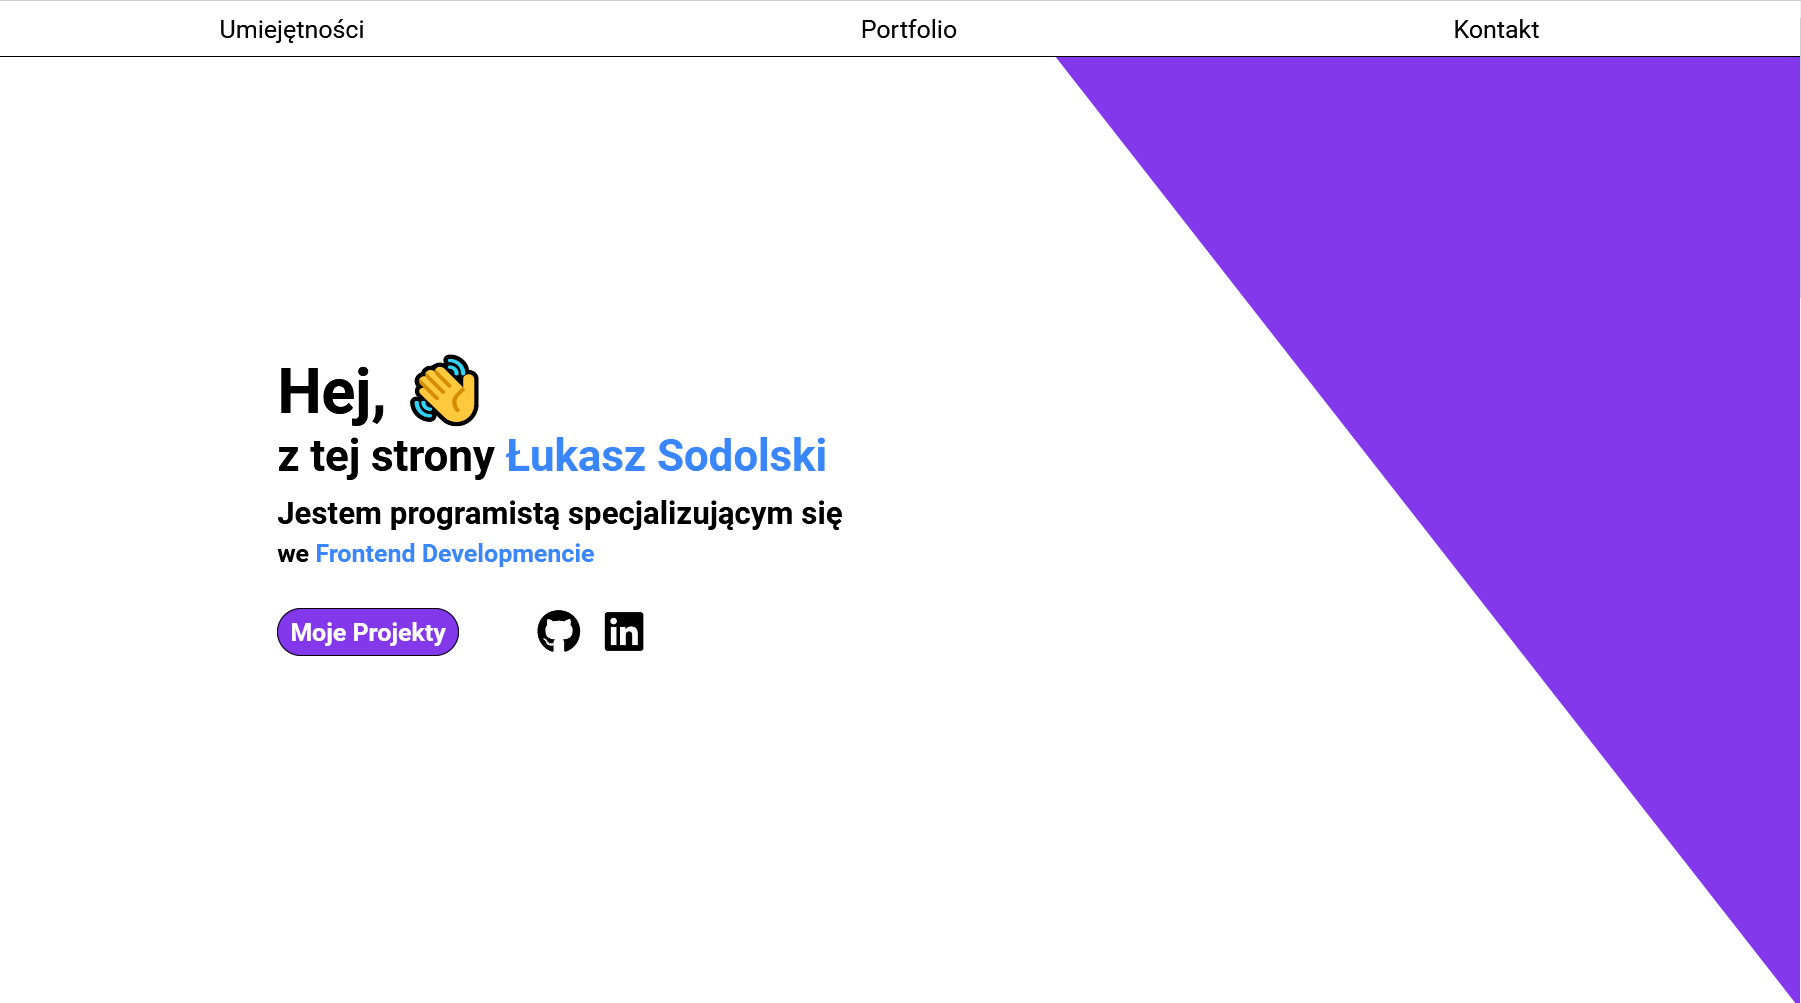 Umiejętności Portfolio Kontakt
Hej, 👋
z tej strony Łukasz Sodolski
Jestem programistą specjalizującym się
we Frontend Developmencie
Moje Projekty in